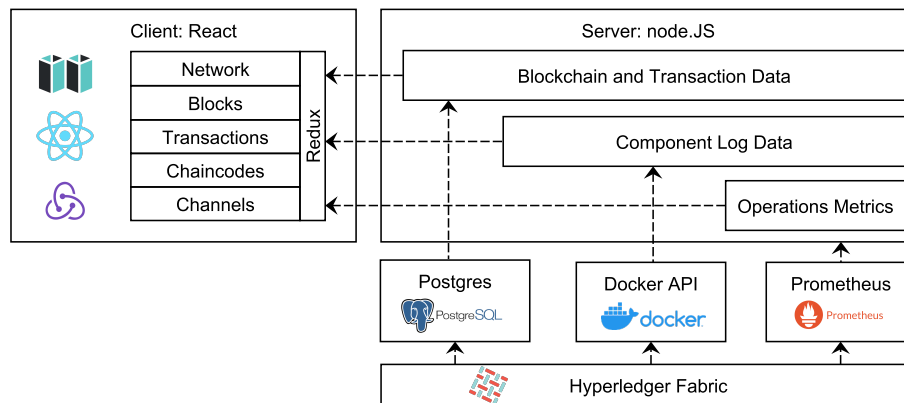 Client: React
Network
Blocks
Transactions
Chaincodes
Channels
Redux
Server: node.JS
Blockchain and Transaction Data
Component Log Data
Operations Metrics
Postgres
PostgreSQL
Docker API
docker
Prometheus
Prometheus
Hyperledger Fabric